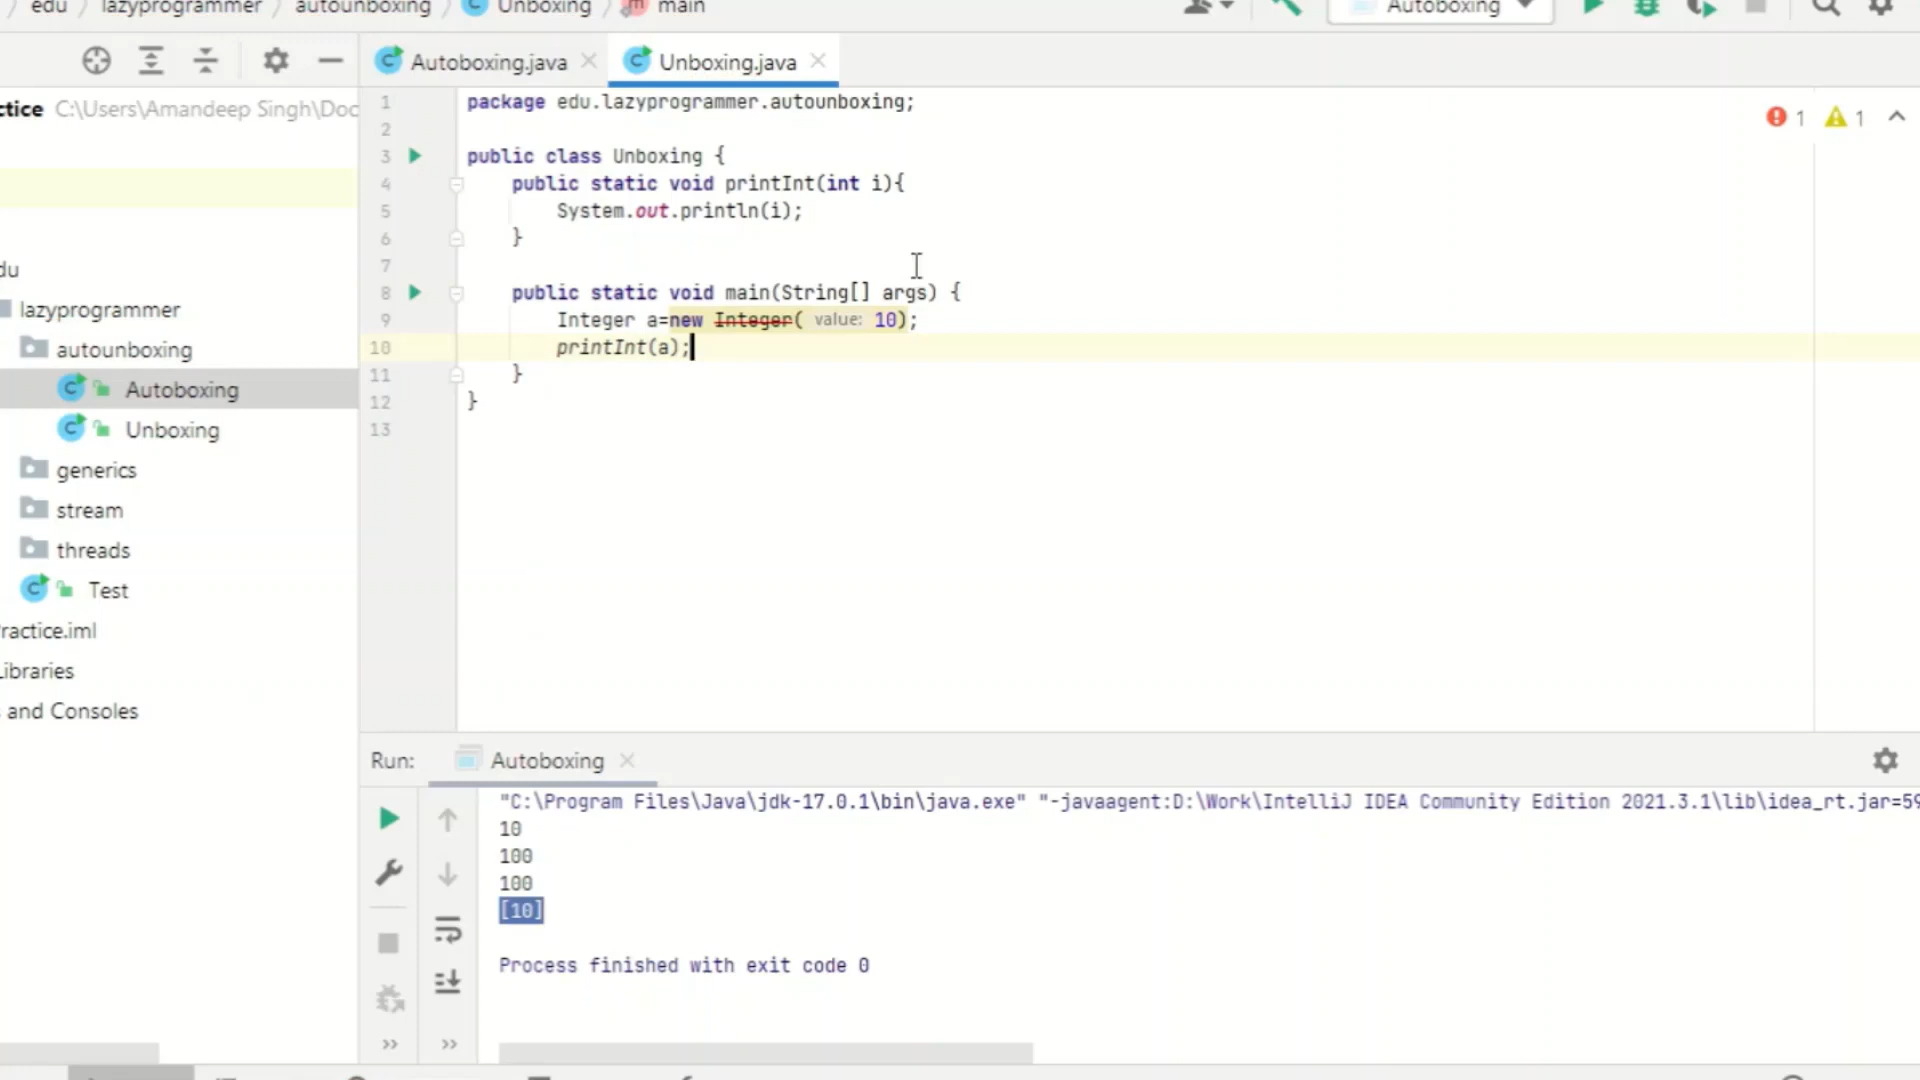 edu lazyprogrammer autounboxing Unboxing main
Autoboxing
Autoboxing.java Unboxing.java
ctice C:\Users\Amandeep Singh\Doc
du
lazyprogrammer
autounboxing
Autoboxing
Unboxing
generics
stream
threads
Test
ractice.iml
Libraries
and Consoles
1 package edu.lazyprogrammer.autounboxing;
2
3 public class Unboxing {
4 public static void printInt(int i){
5 System.out.println(i);
6 }
7
8 public static void main(String[] args) {
9 Integer a=new Integer( value: 10);
10 printInt(a);
11 }
12 }
13
1 1
Run: Autoboxing
"C:\Program Files\Java\jdk-17.0.1\bin\java.exe" "-javaagent:D:\Work\IntelliJ IDEA Community Edition 2021.3.1\lib\idea_rt.jar=59
10
100
100
[10]
Process finished with exit code 0